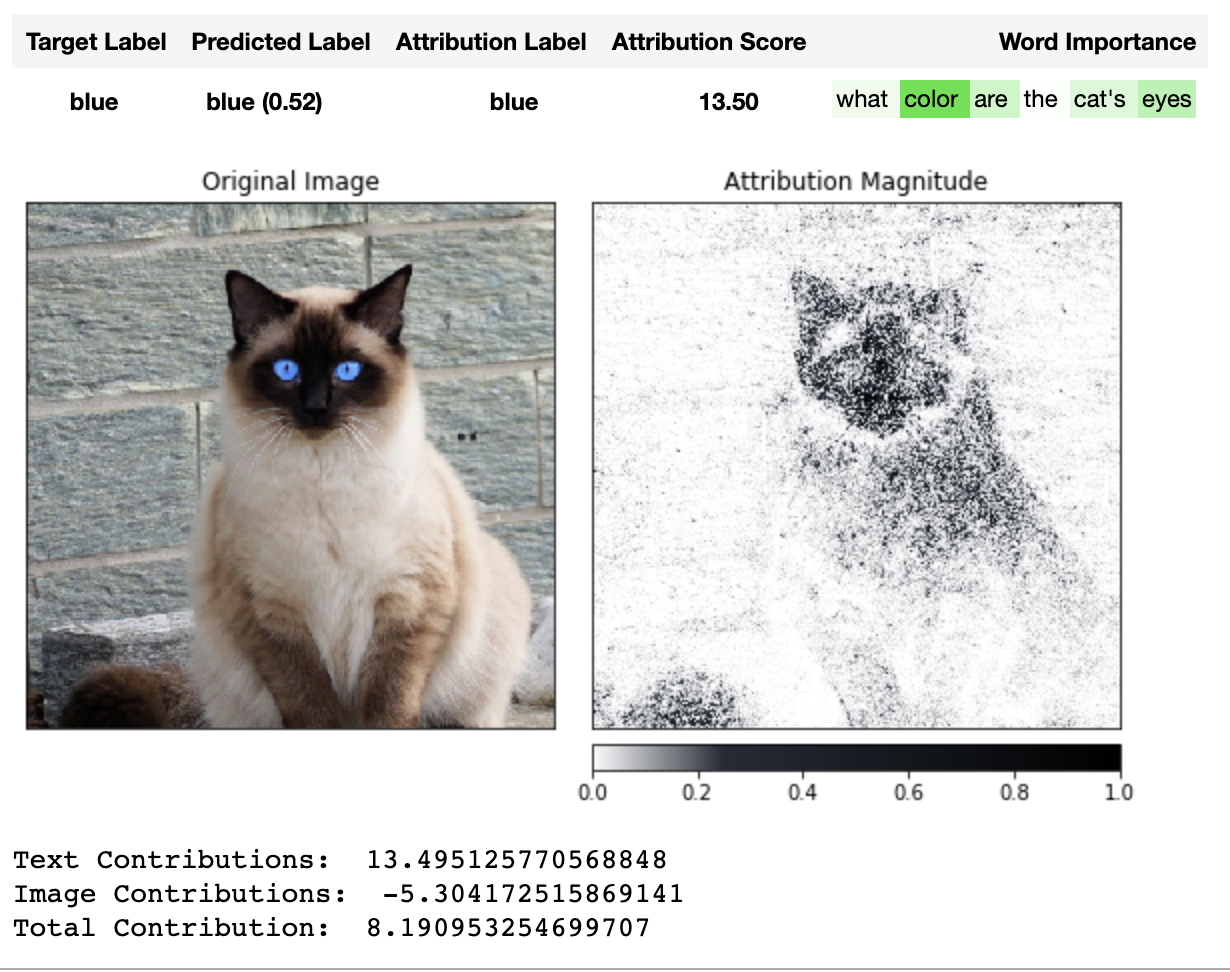 Target Label Predicted Label Attribution Label Attribution Score Word Importance
blue blue (0.52) blue 13.50 what color are the cat's eyes
Original Image Attribution Magnitude
0.0 0.2 0.4 0.6 0.8 1.0
Text Contributions: 13.495125770568848
Image Contributions: -5.304172515869141
Total Contribution: 8.190953254699707